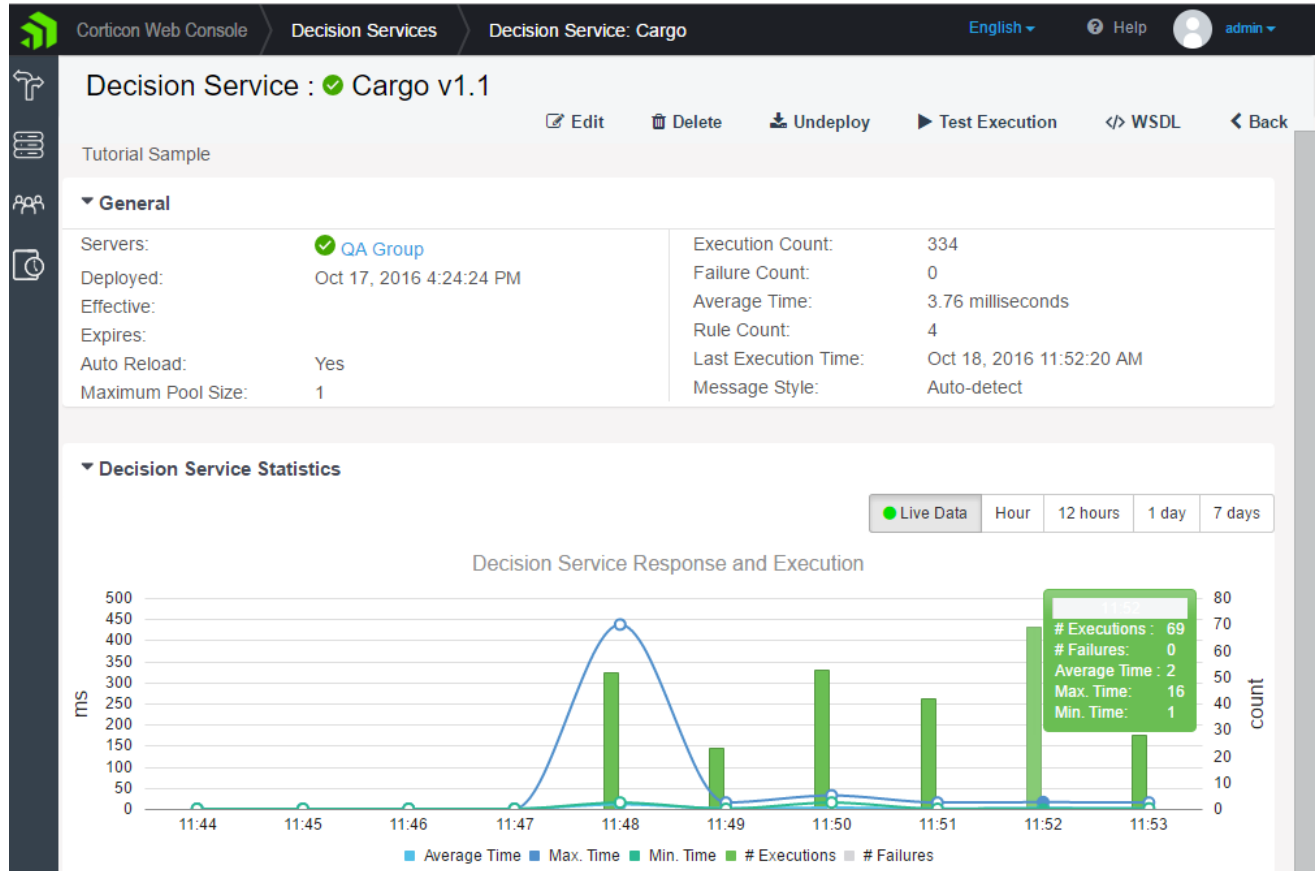 Corticon Web Console Decision Services Decision Service: Cargo English Help admin
Decision Service : Cargo v1.1
Edit Delete Undeploy Test Execution </> WSDL Back
Tutorial Sample
General
Servers: QA Group Execution Count: 334
Deployed: Oct 17, 2016 4:24:24 PM Failure Count: 0
Effective: Average Time: 3.76 milliseconds
Expires: Rule Count: 4
Auto Reload: Yes Last Execution Time: Oct 18, 2016 11:52:20 AM
Maximum Pool Size: 1 Message Style: Auto-detect
Decision Service Statistics
Live Data Hour 12 hours 1 day 7 days
Decision Service Response and Execution
500
450
400
350
300
250
200
150
100
50
0
ms
11:52
# Executions : 69
# Failures: 0
Average Time : 2
Max. Time: 16
Min. Time: 1
80
70
60
50
40
30
20
10
0
count
11:44 11:45 11:46 11:47 11:48 11:49 11:50 11:51 11:52 11:53
Average Time Max. Time Min. Time # Executions # Failures